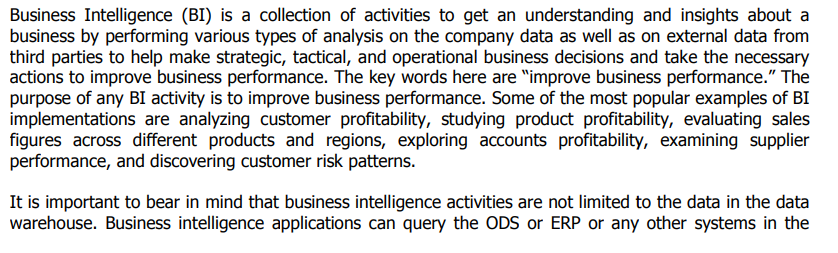 Business Intelligence (BI) is a collection of activities to get an understanding and insights about a
business by performing various types of analysis on the company data as well as on external data from
third parties to help make strategic, tactical, and operational business decisions and take the necessary
actions to improve business performance. The key words here are “improve business performance.” The
purpose of any BI activity is to improve business performance. Some of the most popular examples of BI
implementations are analyzing customer profitability, studying product profitability, evaluating sales
figures across different products and regions, exploring accounts profitability, examining supplier
performance, and discovering customer risk patterns.
It is important to bear in mind that business intelligence activities are not limited to the data in the data
warehouse. Business intelligence applications can query the ODS or ERP or any other systems in the